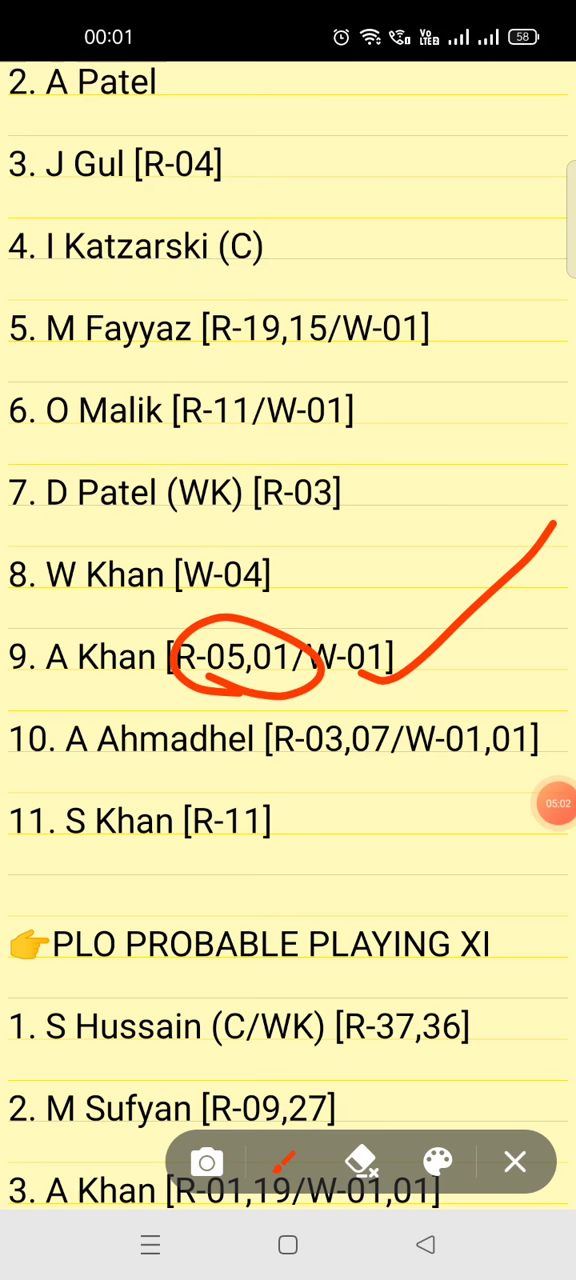 00:01
Vo
LTE2
58
2. A Patel
3. J Gul [R-04]
4. I Katzarski (C)
5. M Fayyaz [R-19,15/W-01]
6. O Malik [R-11/W-01]
7. D Patel (WK) [R-03]
8. W Khan [W-04]
9. A Khan [R-05,01/W-01]
10. A Ahmadhel [R-03,07/W-01,01]
05:02
11. S Khan [R-11]
👉PLO PROBABLE PLAYING XI
1. S Hussain (C/WK) [R-37,36]
2. M Sufyan [R-09,27]
3. A Khan [R-01,19/W-01,01]